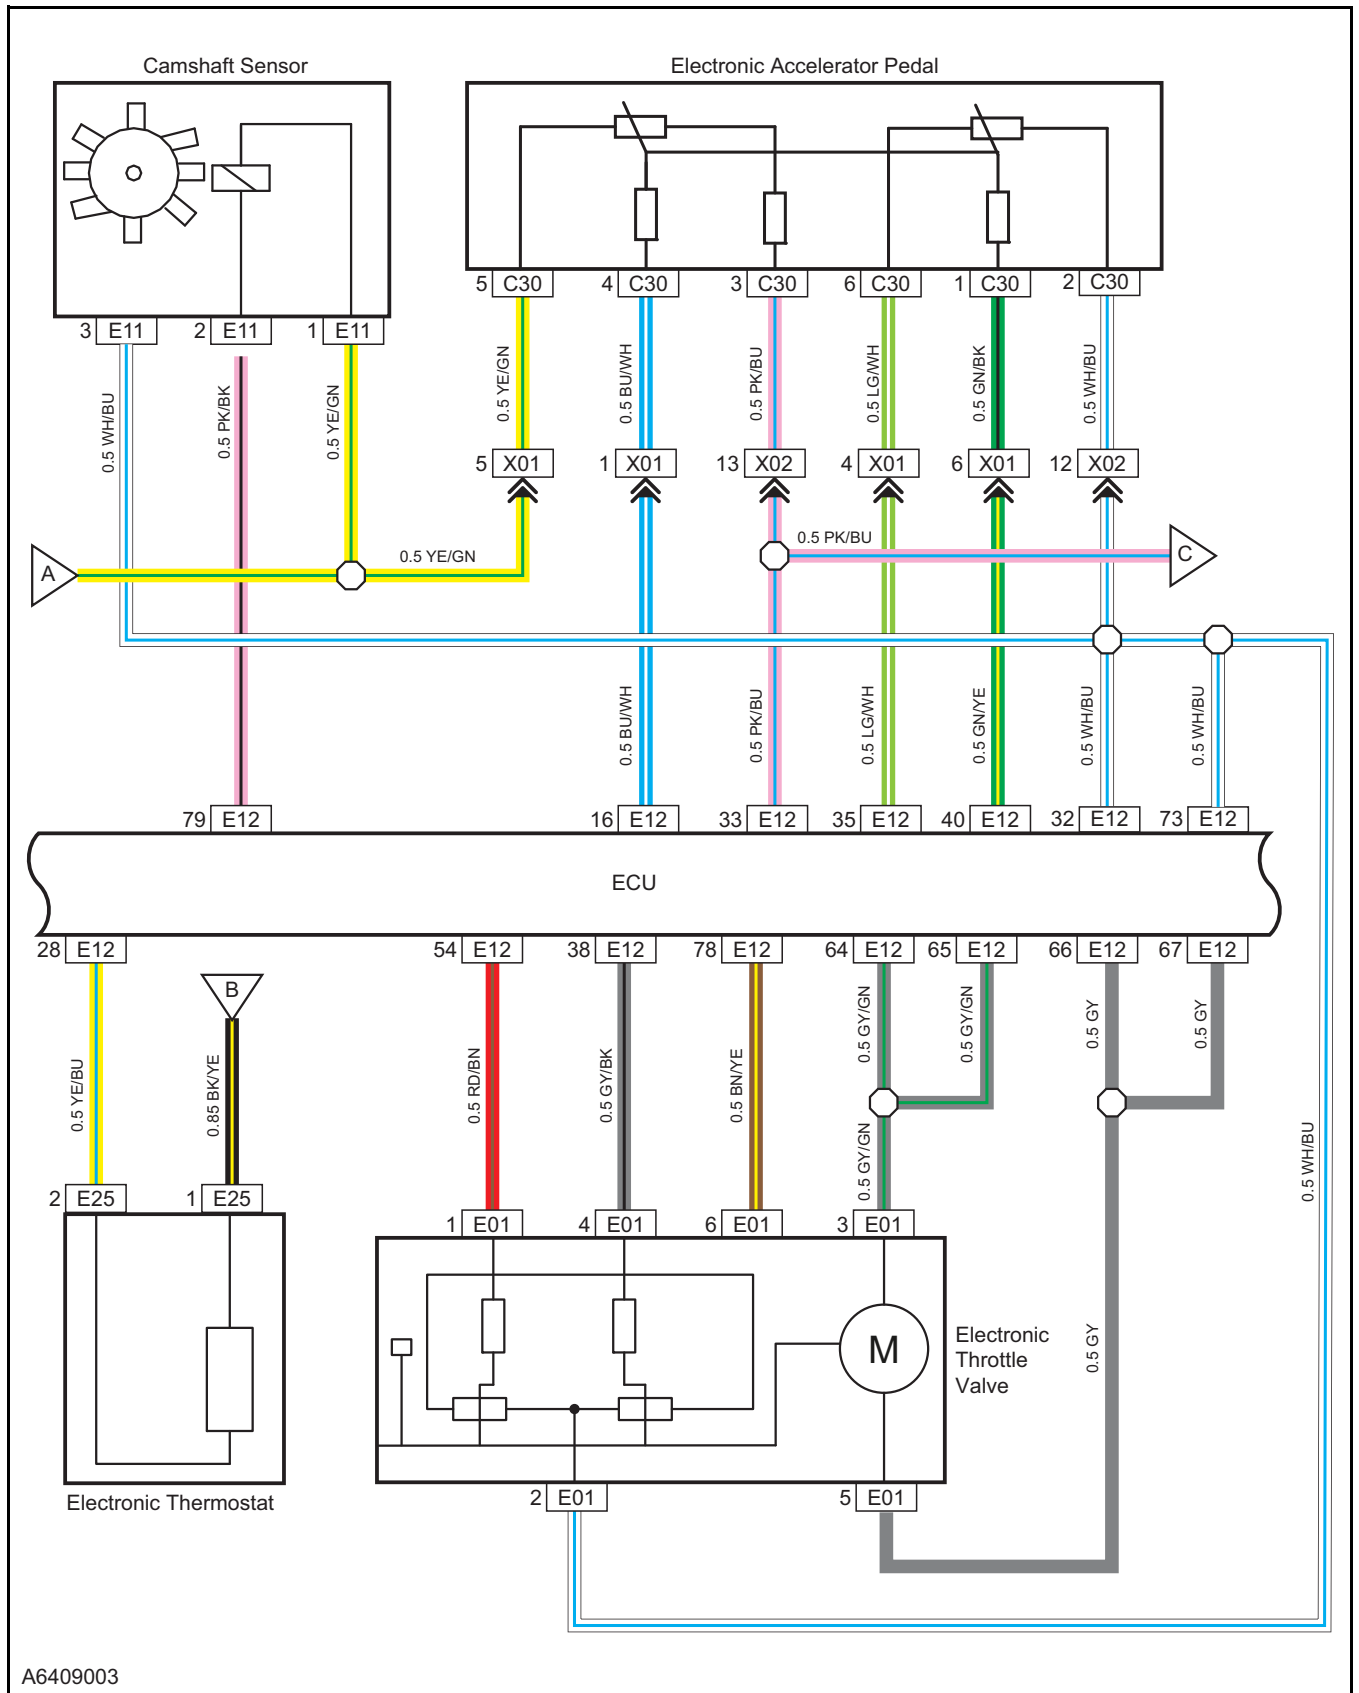 Camshaft Sensor
Electronic Accelerator Pedal
5 C30
4 C30
3 C30
6 C30
1 C30
2 C30
3 E11
2 E11
1 E11
0.5 WH/BU
0.5 PK/BK
0.5 YE/GN
0.5 YE/GN
0.5 BU/WH
0.5 PK/BU
0.5 LG/WH
0.5 GN/BK
0.5 WH/BU
5 X01
1 X01
13 X02
4 X01
6 X01
12 X02
0.5 PK/BU
C
A
0.5 YE/GN
0.5 BU/WH
0.5 PK/BU
0.5 LG/WH
0.5 GN/YE
0.5 WH/BU
0.5 WH/BU
79 E12
16 E12
33 E12
35 E12
40 E12
32 E12
73 E12
ECU
28 E12
54 E12
38 E12
78 E12
64 E12
65 E12
66 E12
67 E12
B
0.5 YE/BU
0.85 BK/YE
0.5 RD/BN
0.5 GY/BK
0.5 BN/YE
0.5 GY/GN
0.5 GY/GN
0.5 GY
0.5 GY
0.5 GY/GN
0.5 WH/BU
2 E25
1 E25
1 E01
4 E01
6 E01
3 E01
M
Electronic
Throttle
Valve
0.5 GY
Electronic Thermostat
2 E01
5 E01
A6409003